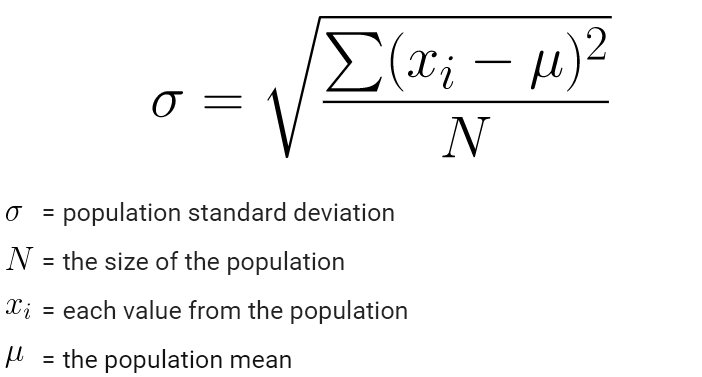 σ = √(∑(xᵢ − μ)² / N)
σ = population standard deviation
N = the size of the population
xᵢ = each value from the population
μ = the population mean